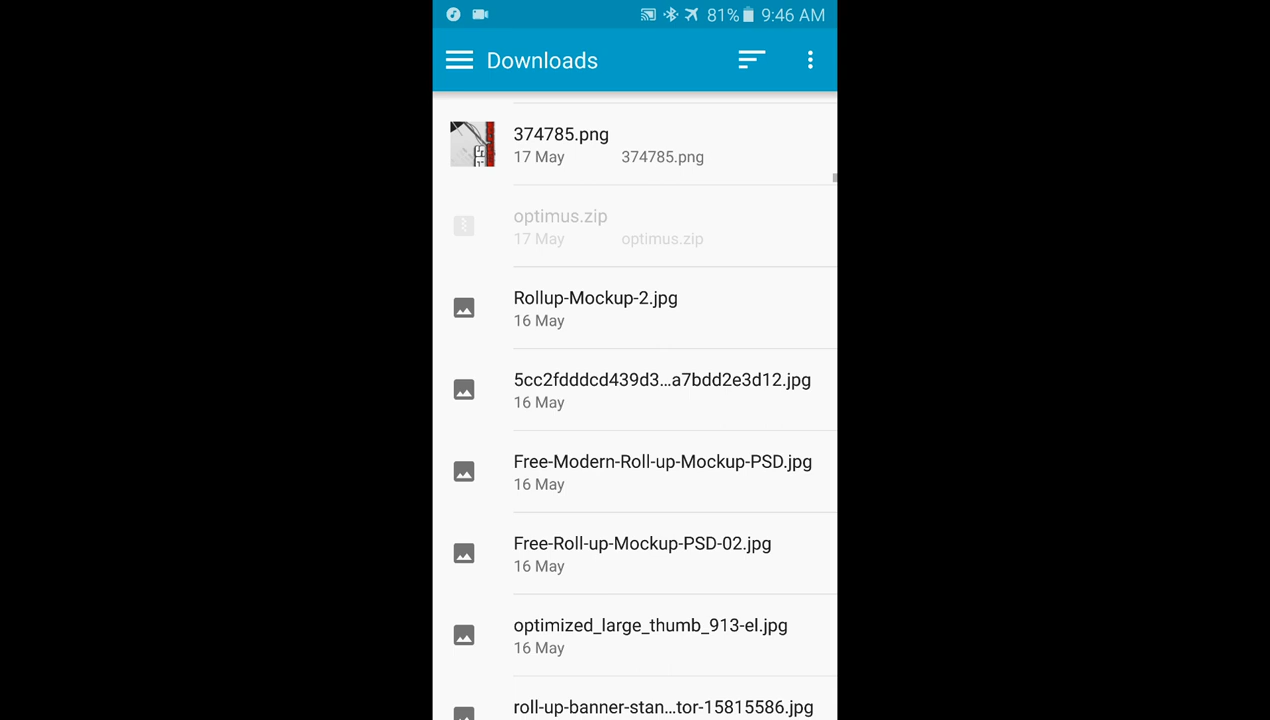 81% 9:46 AM
Downloads
374785.png
17 May 374785.png
optimus.zip
17 May optimus.zip
Rollup-Mockup-2.jpg
16 May
5cc2fdddcd439d3...a7bdd2e3d12.jpg
16 May
Free-Modern-Roll-up-Mockup-PSD.jpg
16 May
Free-Roll-up-Mockup-PSD-02.jpg
16 May
optimized_large_thumb_913-el.jpg
16 May
roll-up-banner-stan...tor-15815586.jpg